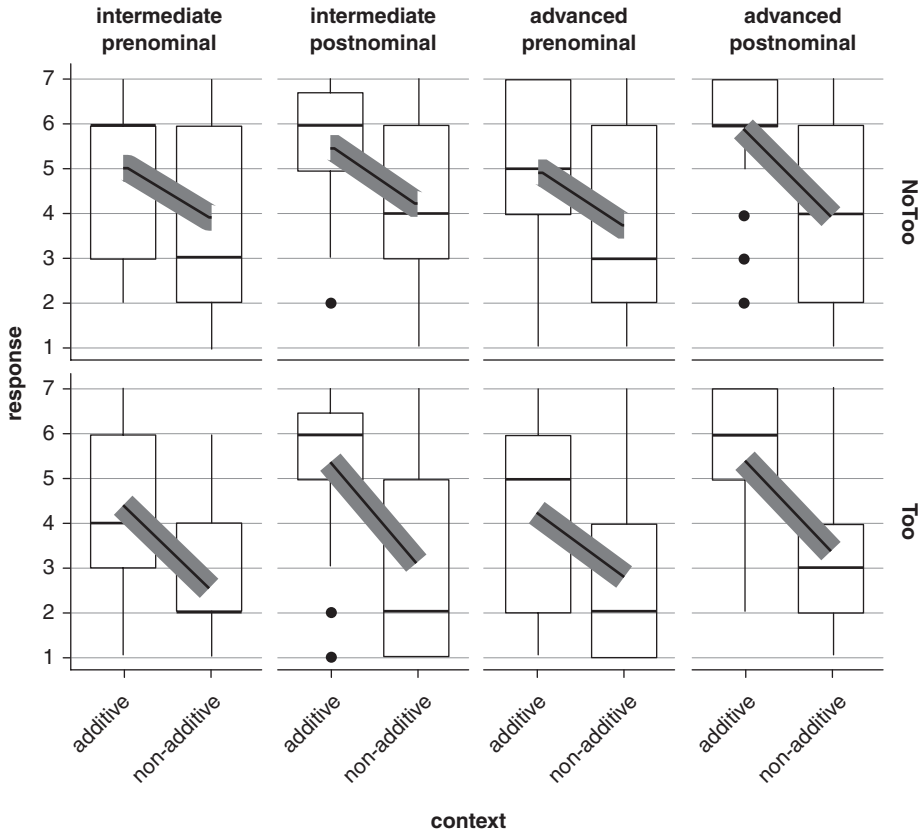 intermediate prenominal
intermediate postnominal
advanced prenominal
advanced postnominal
7
6
5
4
3
2
1
NoToo
7
6
5
4
3
2
1
Too
response
additive
non-additive
additive
non-additive
additive
non-additive
additive
non-additive
context